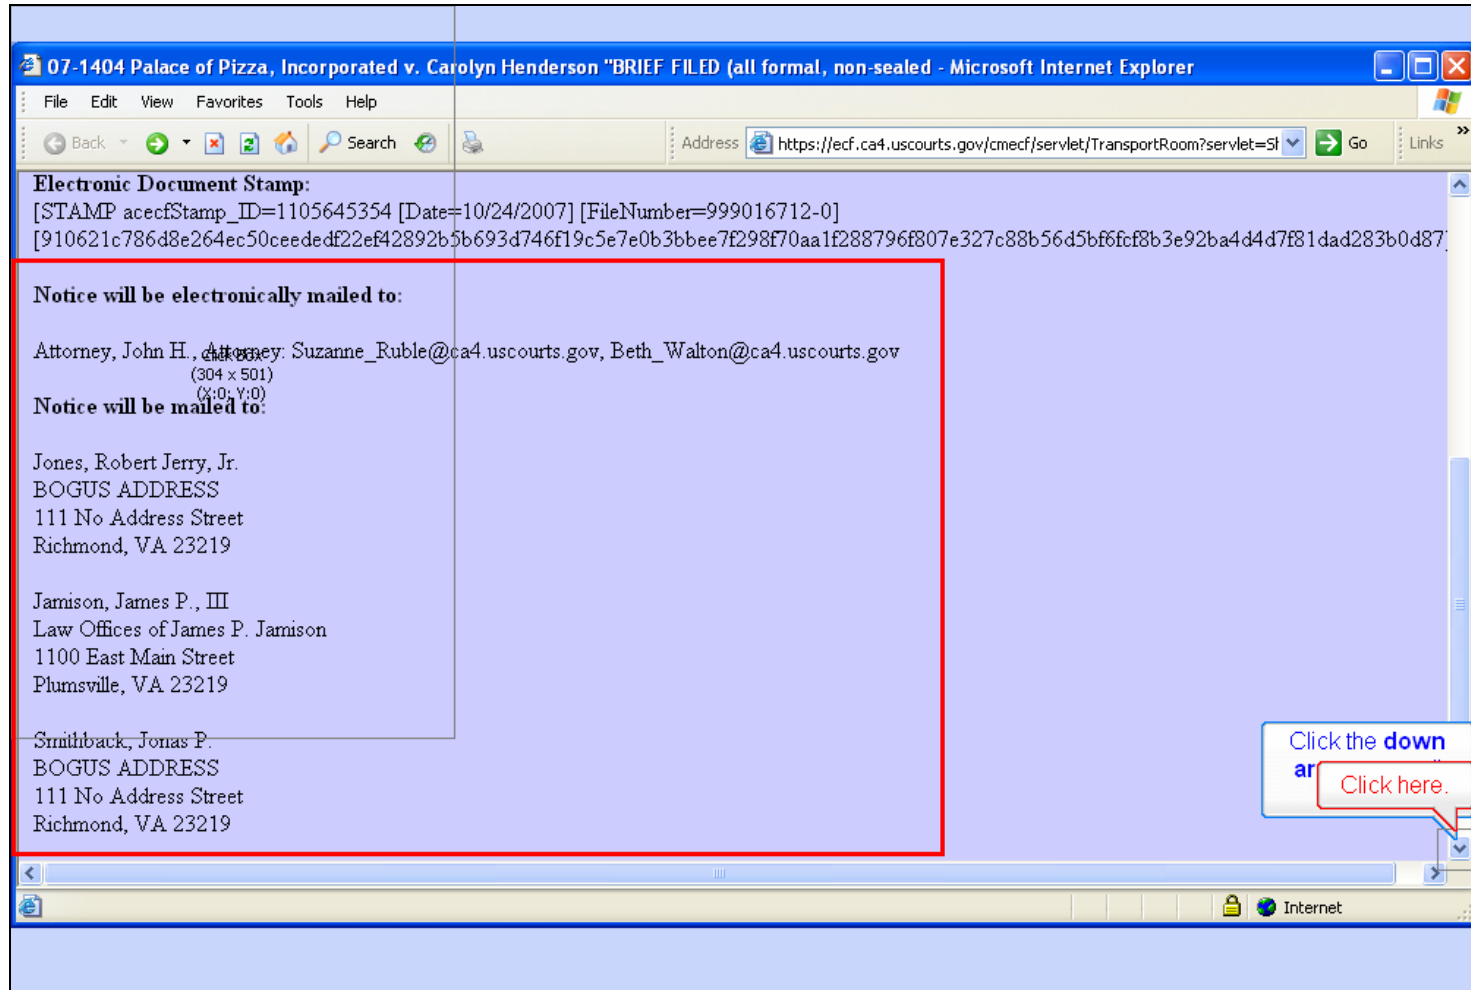 07-1404 Palace of Pizza, Incorporated v. Carolyn Henderson "BRIEF FILED (all formal, non-sealed - Microsoft Internet Explorer
File Edit View Favorites Tools Help
Back Search Address https://ecf.ca4.uscourts.gov/cmecf/servlet/TransportRoom?servlet=Sh Go Links »
Electronic Document Stamp:
[STAMP acecfStamp_ID=1105645354 [Date=10/24/2007] [FileNumber=999016712-0]
[910621c786d8e264ec50ceededf22ef42892b5b693d746f19c5e7e0b3bbee7f298f70aa1f288796f807e327c88b56d5bf6fcf8b3e92ba4d4d7f81dad283b0d87]
Notice will be electronically mailed to:
Attorney, John H., Attorney: Suzanne_Ruble@ca4.uscourts.gov, Beth_Walton@ca4.uscourts.gov
Click Box
(304 x 501)
(X:0; Y:0)
Notice will be mailed to:
Jones, Robert Jerry, Jr.
BOGUS ADDRESS
111 No Address Street
Richmond, VA 23219
Jamison, James P., III
Law Offices of James P. Jamison
1100 East Main Street
Plumsville, VA 23219
Smithback, Jonas P.
BOGUS ADDRESS
111 No Address Street
Richmond, VA 23219
Click the down
Click here.
Internet